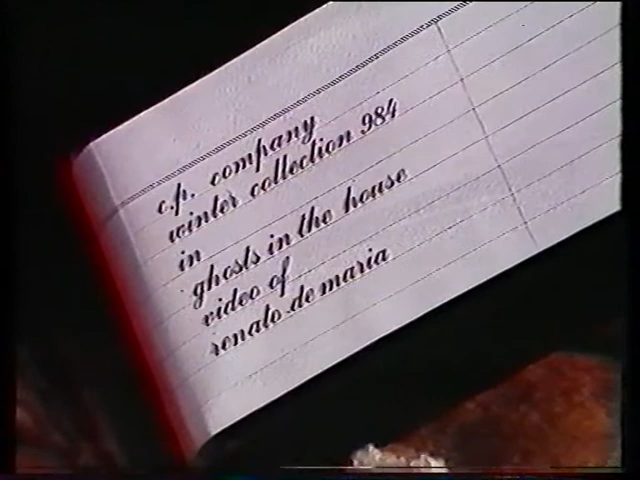 c.p. company
winter collection 984
in
ghosts in the house
video of
renato de maria